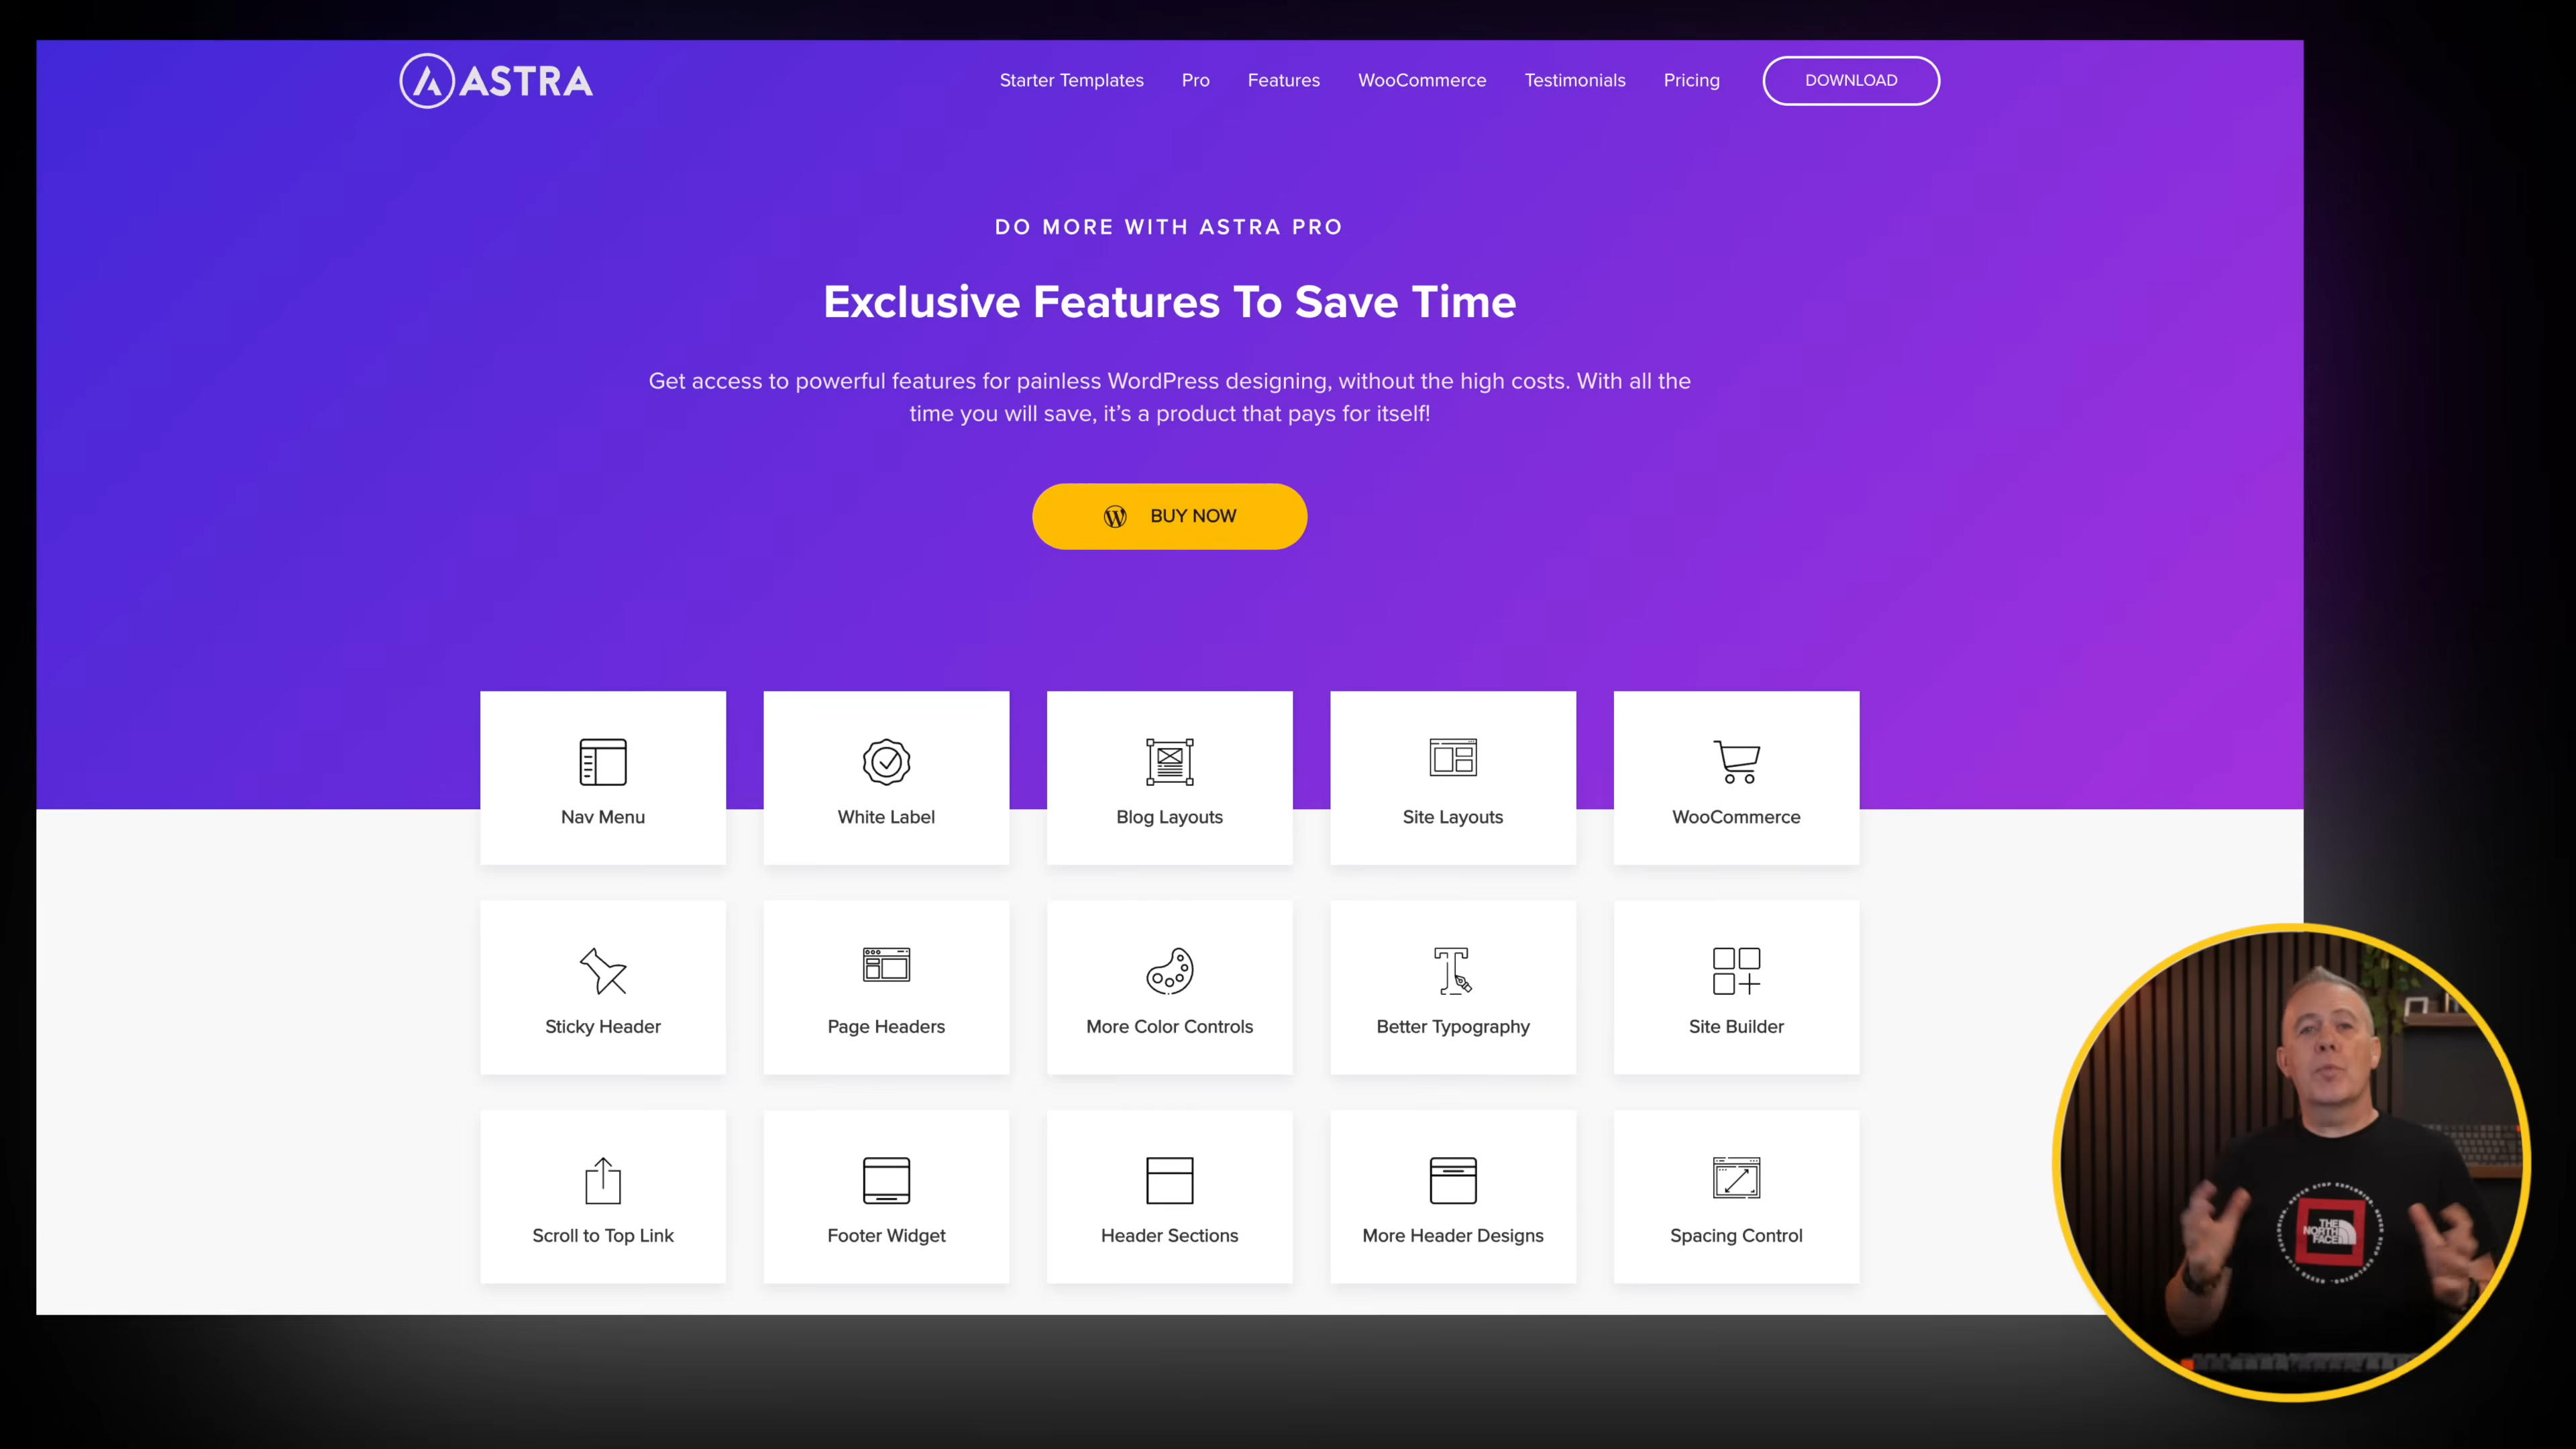 ASTRA
Starter Templates
Pro
Features
WooCommerce
Testimonials
Pricing
DOWNLOAD
DO MORE WITH ASTRA PRO
Exclusive Features To Save Time
Get access to powerful features for painless WordPress designing, without the high costs. With all the
time you will save, it’s a product that pays for itself!
BUY NOW
Nav Menu
White Label
Blog Layouts
Site Layouts
WooCommerce
Sticky Header
Page Headers
More Color Controls
Better Typography
Site Builder
Scroll to Top Link
Footer Widget
Header Sections
More Header Designs
Spacing Control
THE
NORTH
FACE